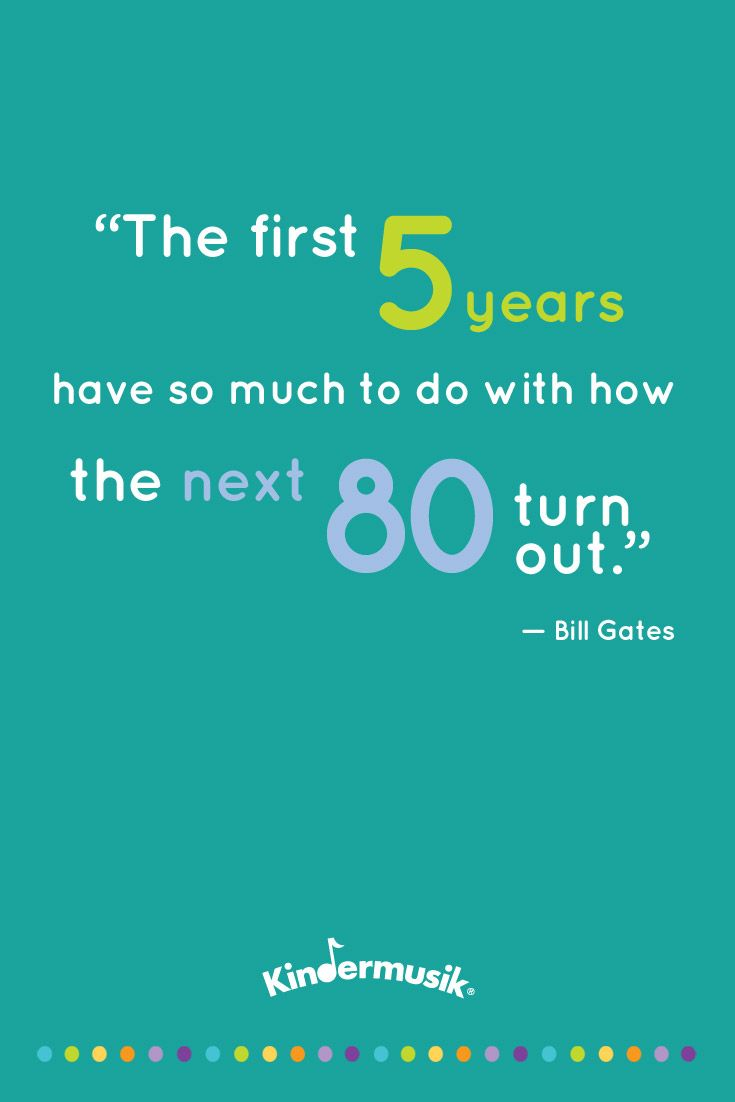 “The first 5 years
have so much to do with how
the next 80 turn
out.”
— Bill Gates
Kindermusik®